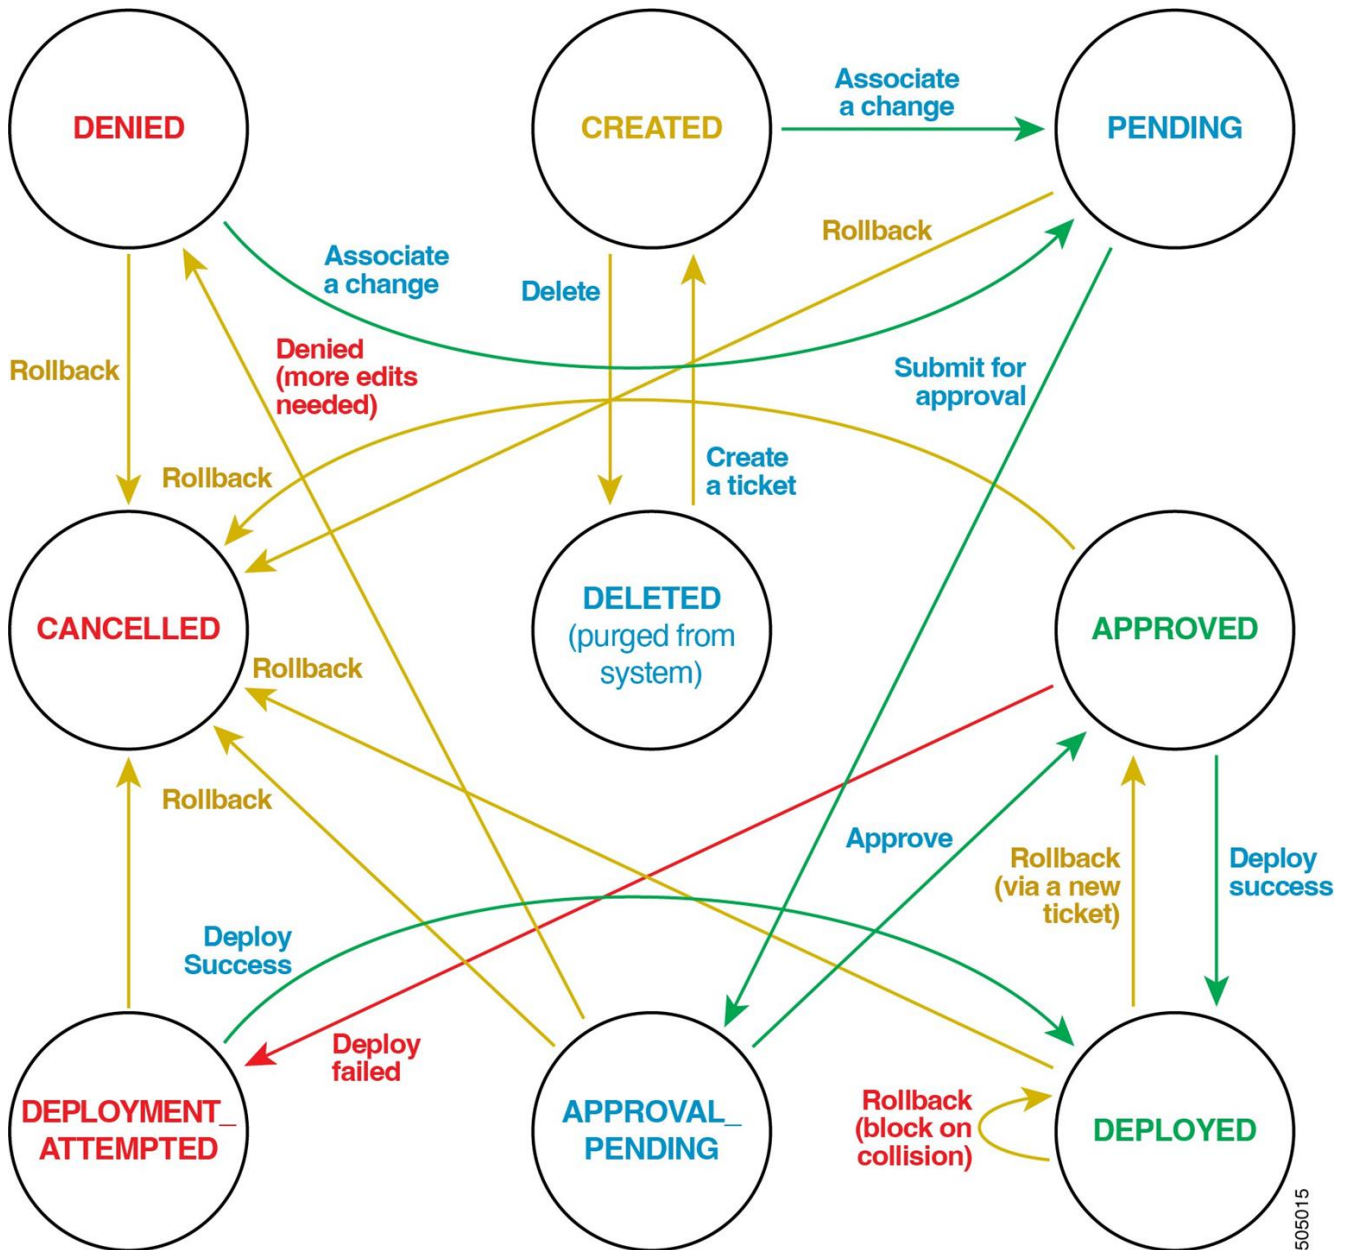 DENIED
CREATED
Associate
a change
PENDING
Rollback
Associate
a change
Delete
Denied
(more edits
needed)
Rollback
Submit for
approval
Rollback
Create
a ticket
DELETED
(purged from
system)
CANCELLED
APPROVED
Rollback
Rollback
Approve
Rollback
(via a new
ticket)
Deploy
success
Deploy
Success
Deploy
failed
DEPLOYMENT_
ATTEMPTED
APPROVAL_
PENDING
Rollback
(block on
collision)
DEPLOYED
505015